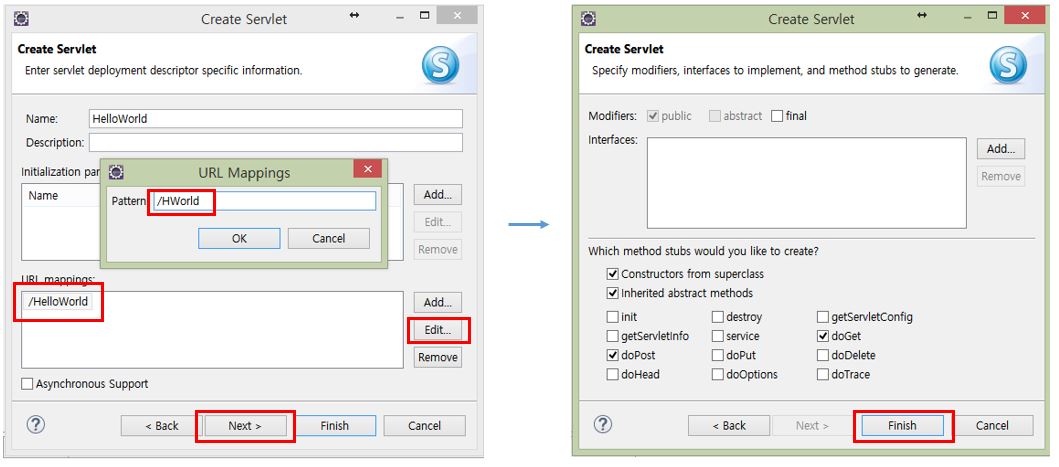 Create Servlet
Create Servlet
Enter servlet deployment descriptor specific information.
Name: HelloWorld
Description:
Initialization par
Name
Add...
Edit...
Remove
URL Mappings
Pattern: /HWorld
OK Cancel
URL mappings:
/HelloWorld
Add...
Edit...
Remove
Asynchronous Support
< Back Next > Finish Cancel
Create Servlet
Create Servlet
Specify modifiers, interfaces to implement, and method stubs to generate.
Modifiers: public abstract final
Interfaces:
Add...
Remove
Which method stubs would you like to create?
Constructors from superclass
Inherited abstract methods
init destroy getServletConfig
getServletInfo service doGet
doPost doPut doDelete
doHead doOptions doTrace
< Back Next > Finish Cancel